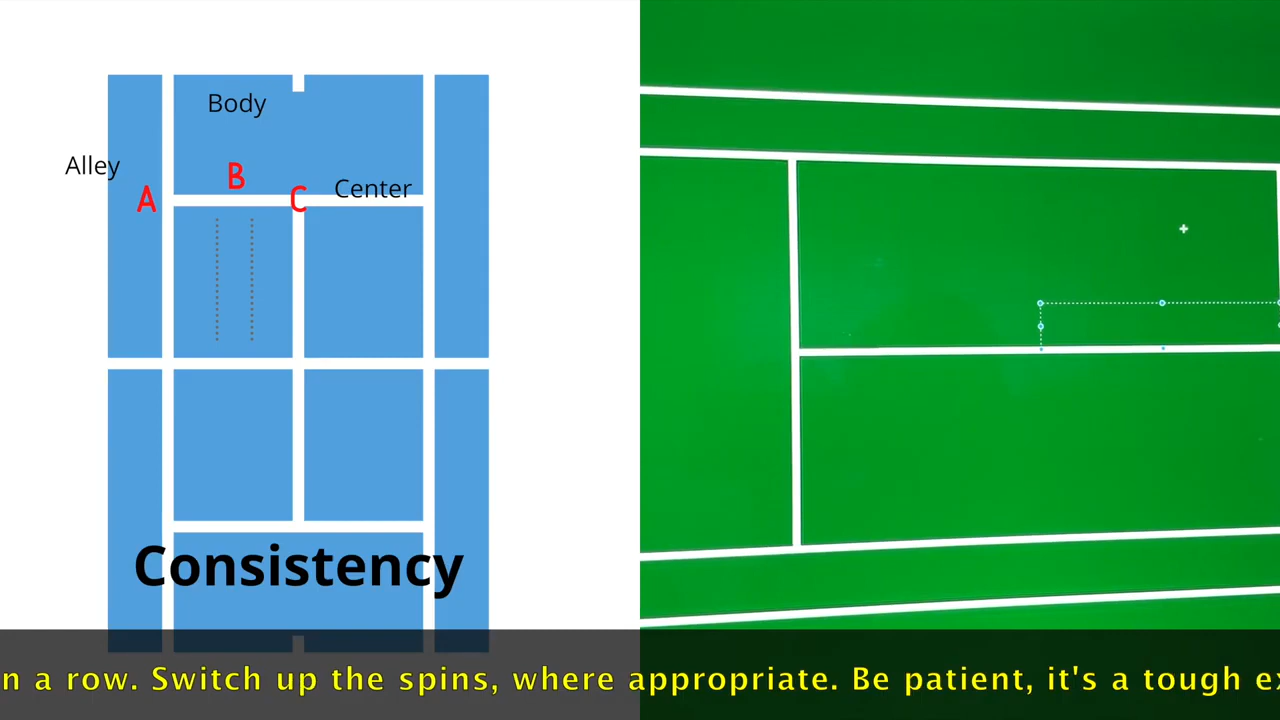 Body
Alley
B
A
C
Center
Consistency
n a row. Switch up the spins, where appropriate. Be patient, it's a tough ex